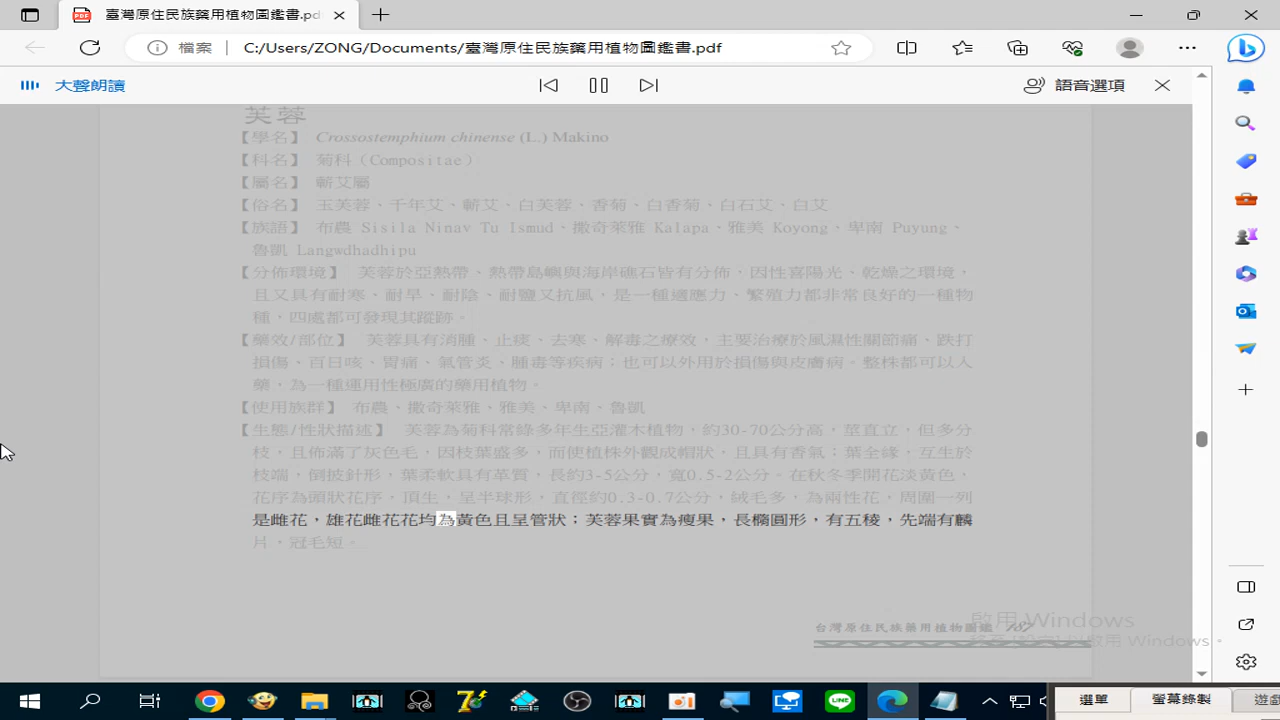 臺灣原住民族藥用植物圖鑑書.pdf
檔案 C:/Users/ZONG/Documents/臺灣原住民族藥用植物圖鑑書.pdf
大聲朗讀 語音選項
芙蓉
【學名】 Crossostemphium chinense (L.) Makino
【科名】 菊科（Compositae）
【屬名】 蘄艾屬
【俗名】 玉芙蓉、千年艾、蘄艾、白芙蓉、香菊、白香菊、白石艾、白艾
【族語】 布農 Sisila Ninav Tu Ismud、撒奇萊雅 Kalapa、雅美 Koyong、卑南 Puyung、
魯凱 Langwdhadhipu
【分佈環境】 芙蓉於亞熱帶、熱帶島嶼與海岸礁石皆有分佈，因性喜陽光、乾燥之環境，
且又具有耐寒、耐旱、耐陰、耐鹽又抗風，是一種適應力、繁殖力都非常良好的一種物
種，四處都可發現其蹤跡。
【藥效/部位】 芙蓉具有消腫、止痰、去寒、解毒之療效，主要治療於風濕性關節痛、跌打
損傷、百日咳、胃痛、氣管炎、腫毒等疾病；也可以外用於損傷與皮膚病。整株都可以入
藥，為一種運用性極廣的藥用植物。
【使用族群】 布農、撒奇萊雅、雅美、卑南、魯凱
【生態/性狀描述】 芙蓉為菊科常綠多年生亞灌木植物，約30-70公分高，莖直立，但多分
枝，且佈滿了灰色毛，因枝葉盛多，而使植株外觀成帽狀，且具有香氣；葉全緣，互生於
枝端，倒披針形，葉柔軟具有革質，長約3-5公分，寬0.5-2公分。在秋冬季開花淡黃色，
花序為頭狀花序，頂生，呈半球形，直徑約0.3-0.7公分，絨毛多，為兩性花，周圍一列
是雌花，雄花雌花花均為黃色且呈管狀；芙蓉果實為瘦果，長橢圓形，有五稜，先端有麟
片，冠毛短。
台灣原住民族藥用植物圖鑑 187
啟用 Windows
移至 [設定] 以啟用 Windows。
選單 螢幕錄製 遊戲